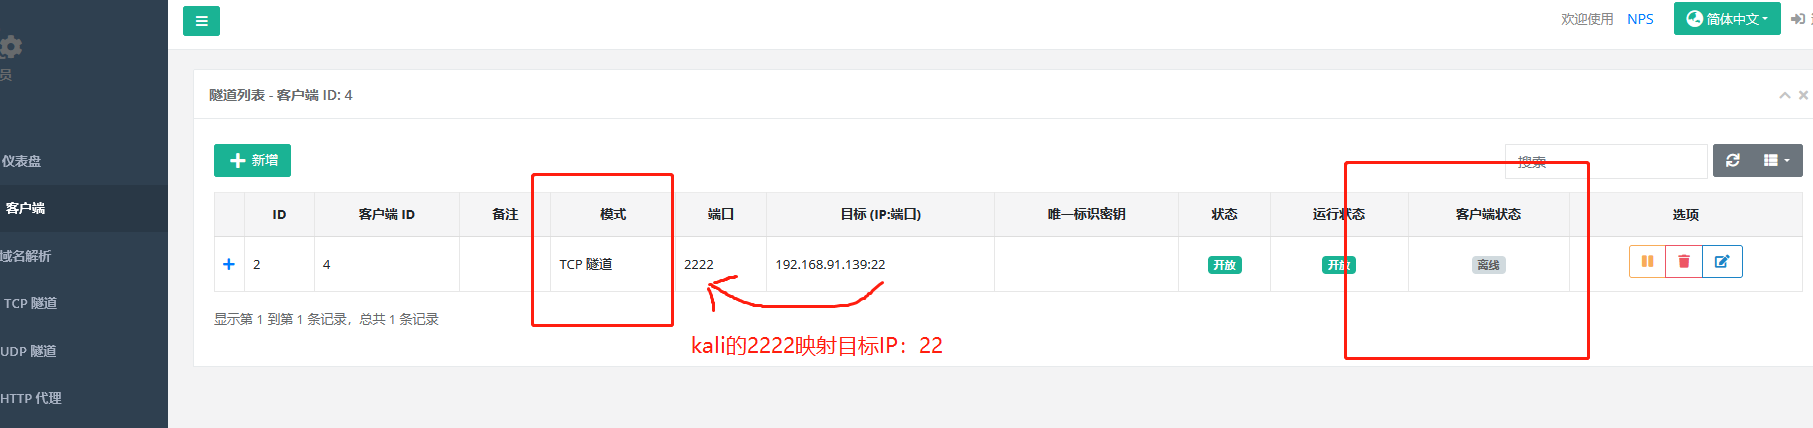 欢迎使用 NPS 简体中文
员
隧道列表 - 客户端 ID: 4
仪表盘
客户端
域名解析
TCP 隧道
UDP 隧道
HTTP 代理
新增
搜索
ID 客户端 ID 备注 模式 端口 目标 (IP:端口) 唯一标识密钥 状态 运行状态 客户端状态 选项
2 4 TCP 隧道 2222 192.168.91.139:22 开放 开放 离线
显示第 1 到第 1 条记录，总共 1 条记录
kali的2222映射目标IP：22